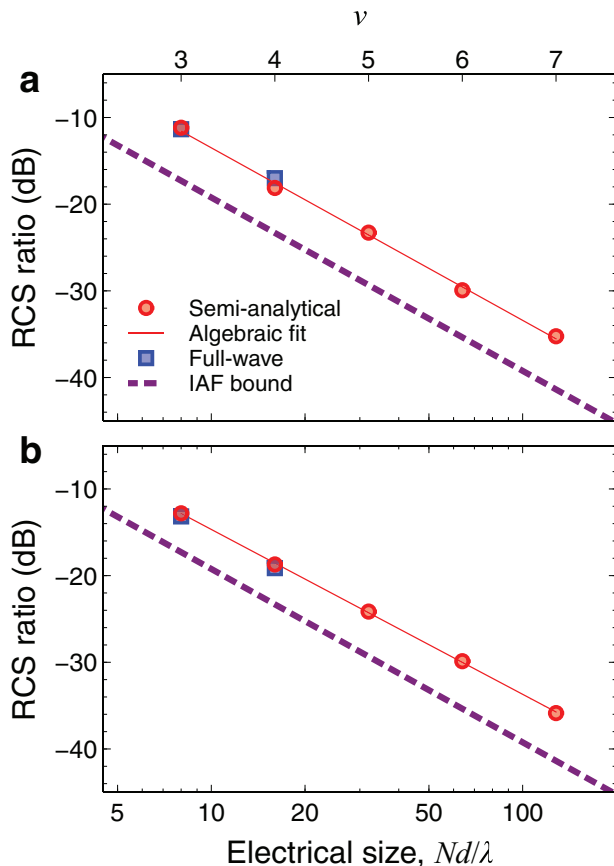 ν
3 4 5 6 7
a
−10
−20
−30
−40
RCS ratio (dB)
Semi-analytical
Algebraic fit
Full-wave
IAF bound
b
−10
−20
−30
−40
RCS ratio (dB)
5 10 20 50 100
Electrical size, Nd/λ